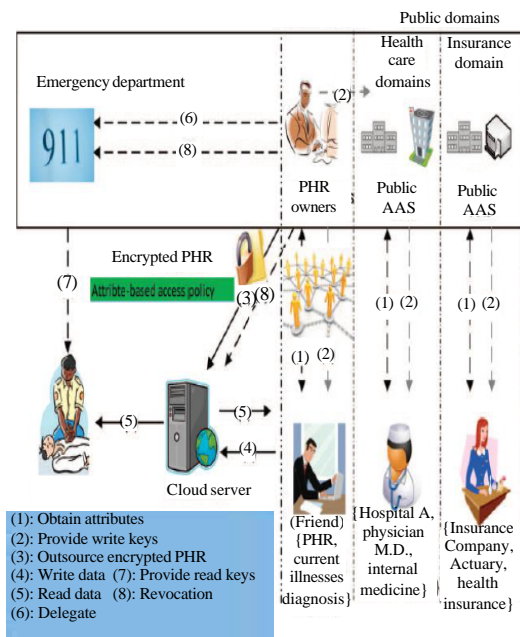 Public domains
Health
care
domains
Insurance
domain
Emergency department
(2)
(6)
911
(8)
PHR
owners
Public
AAS
Public
AAS
Encrypted PHR
(7)
Attribte-based access policy
(3)
(8)
(1)
(2)
(1)
(2)
(1)
(2)
(5)
(5)
(4)
Cloud server
(Friend)
{PHR,
current
illnesses
diagnosis}
{Hospital A,
physician
M.D.,
internal
medicine}
{Insurance
Company,
Actuary,
health
insurance}
(1): Obtain attributes
(2): Provide write keys
(3): Outsource encrypted PHR
(4): Write data (7): Provide read keys
(5): Read data (8): Revocation
(6): Delegate